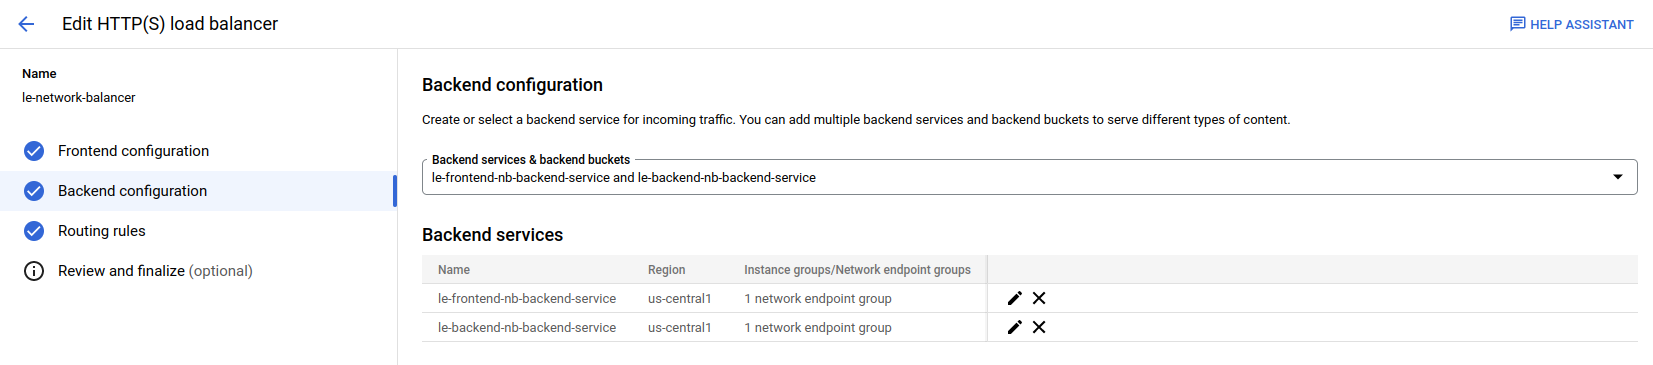 Edit HTTP(S) load balancer
HELP ASSISTANT
Name
le-network-balancer
Frontend configuration
Backend configuration
Routing rules
Review and finalize (optional)
Backend configuration
Create or select a backend service for incoming traffic. You can add multiple backend services and backend buckets to serve different types of content.
Backend services & backend buckets
le-frontend-nb-backend-service and le-backend-nb-backend-service
Backend services
Name Region Instance groups/Network endpoint groups
le-frontend-nb-backend-service us-central1 1 network endpoint group
le-backend-nb-backend-service us-central1 1 network endpoint group